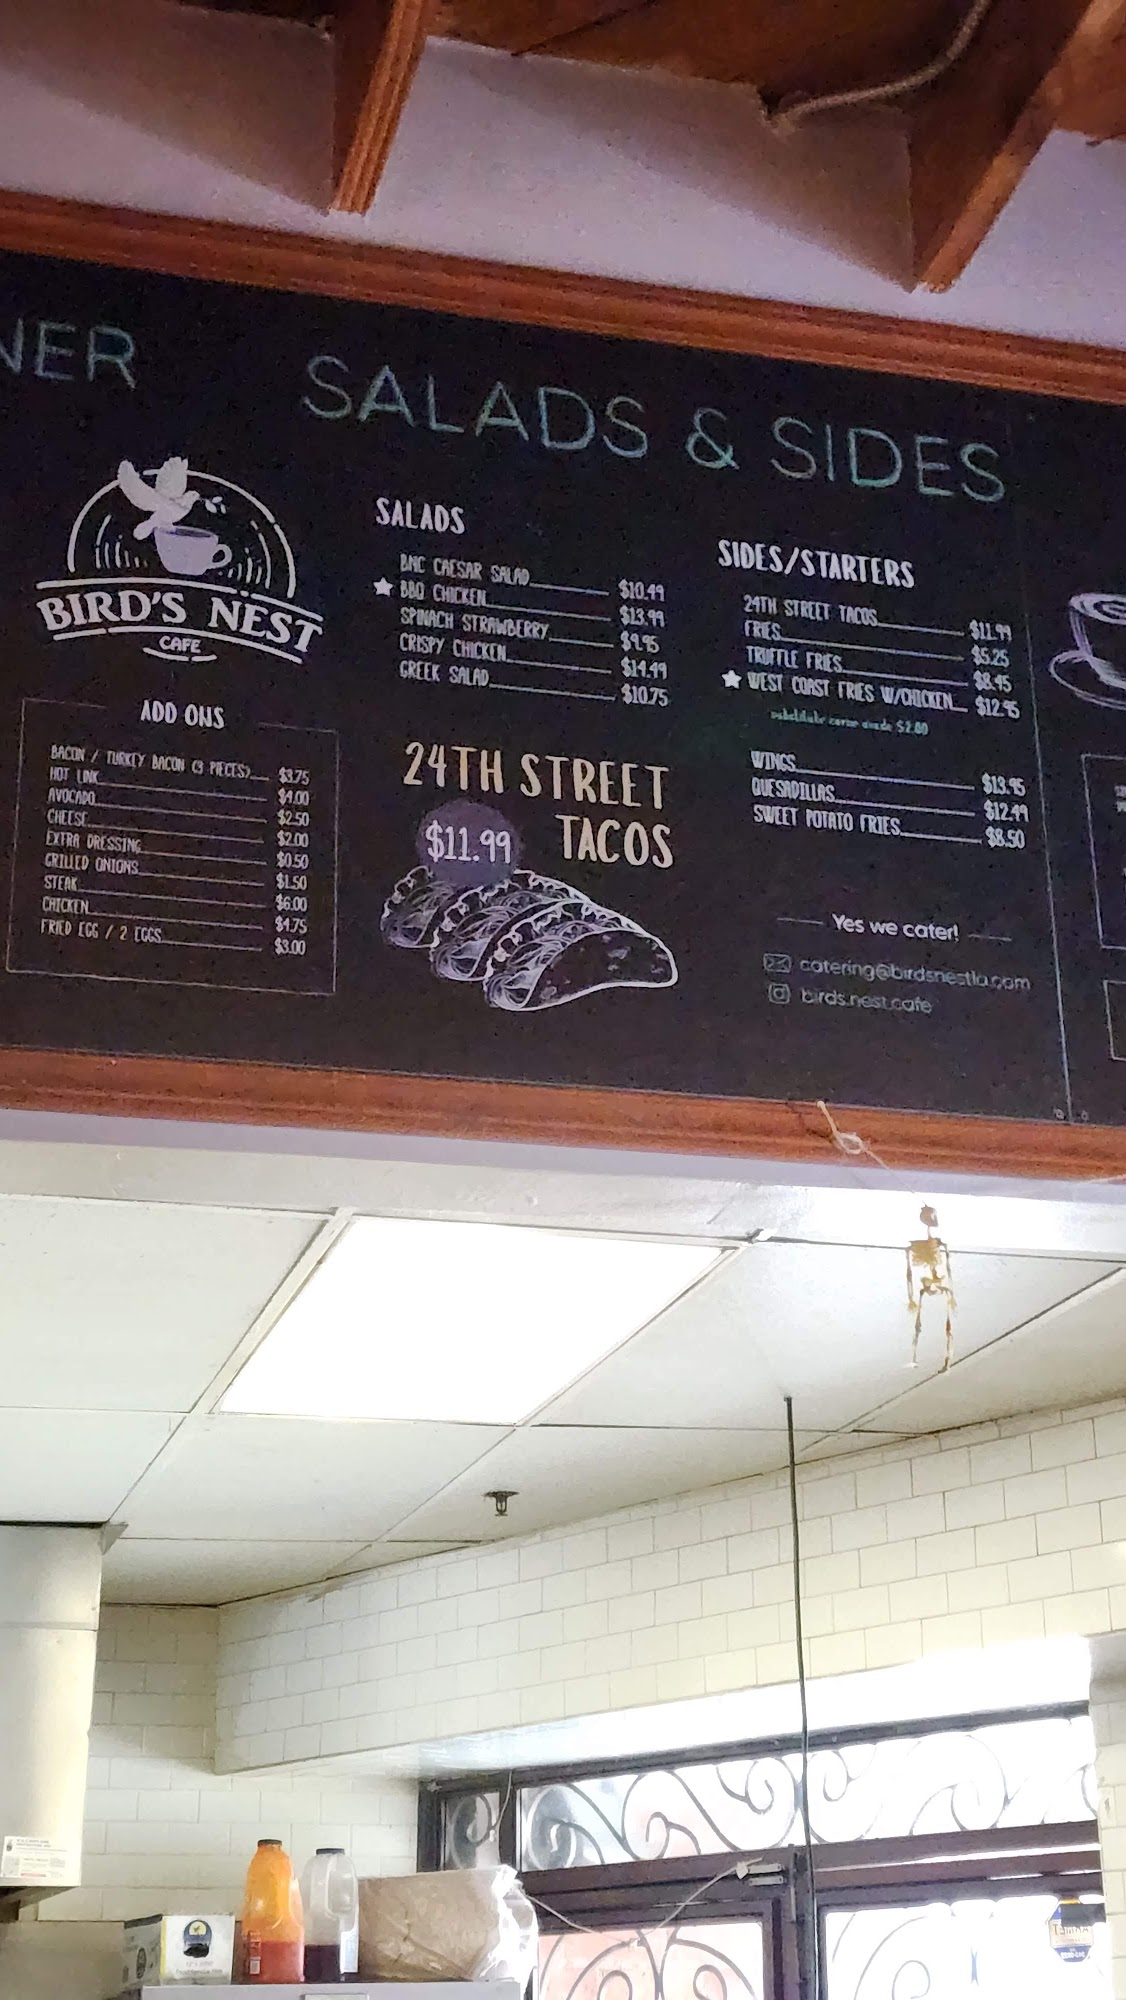 NER
SALADS & SIDES
BIRD'S NEST
CAFE
ADD ONS
BACON / TURKEY BACON (3 PIECES) $3.75
HOT LINK $4.00
AVOCADO $2.50
CHEESE $2.00
EXTRA DRESSING $0.50
GRILLED ONIONS $1.50
STEAK $6.00
CHICKEN $4.75
FRIED EGG / 2 EGGS $3.00
SALADS
BNC CAESAR SALAD $10.49
BBQ CHICKEN $13.99
SPINACH STRAWBERRY $9.95
CRISPY CHICKEN $14.49
GREEK SALAD $10.75
24TH STREET
TACOS
$11.99
SIDES/STARTERS
24TH STREET TACOS $11.99
FRIES $5.25
TRUFFLE FRIES $8.45
WEST COAST FRIES W/CHICKEN $12.95
substitute carne asada $2.00
WINGS $13.95
QUESADILLAS $12.49
SWEET POTATO FRIES $8.50
Yes we cater!
catering@birdsnestla.com
birds.nest.cafe